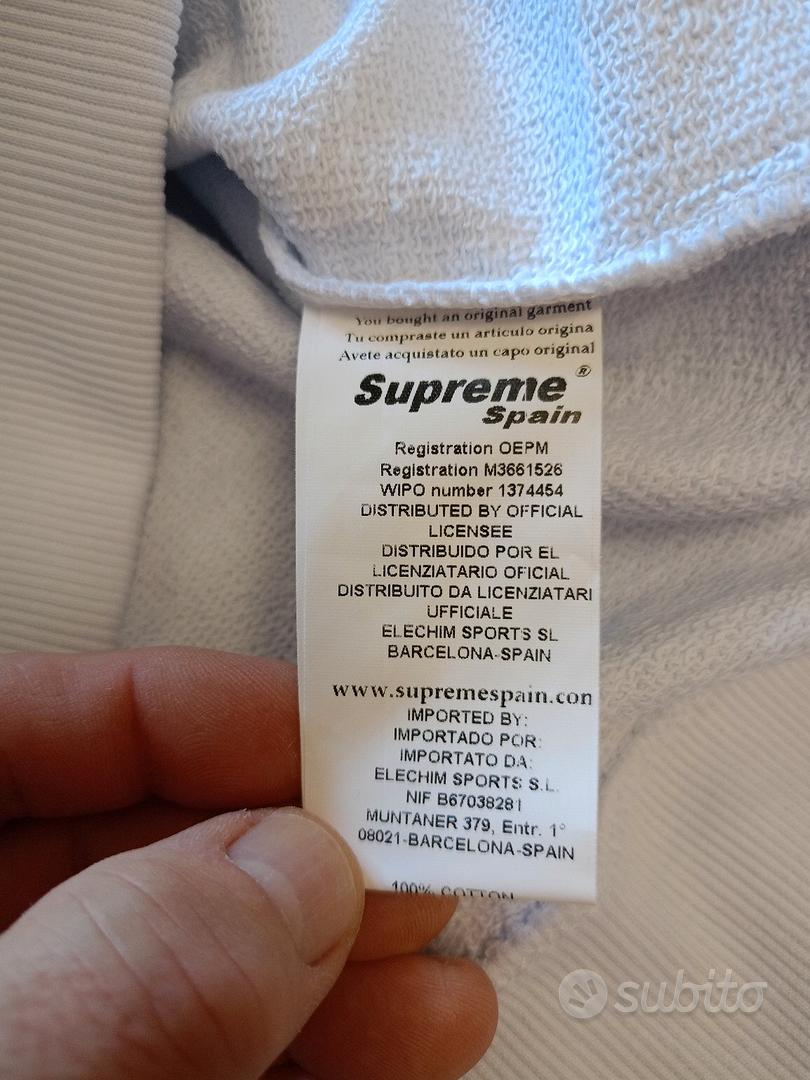 You bought an original garment
Tu compraste un articulo origina
Avete acquistato un capo original
Supreme ®
Spain
Registration OEPM
Registration M3661526
WIPO number 1374454
DISTRIBUTED BY OFFICIAL
LICENSEE
DISTRIBUIDO POR EL
LICENZIATARIO OFICIAL
DISTRIBUITO DA LICENZIATARI
UFFICIALE
ELECHIM SPORTS SL
BARCELONA-SPAIN
www.supremespain.con
IMPORTED BY:
IMPORTADO POR:
IMPORTATO DA:
ELECHIM SPORTS S.L.
NIF B67038281
MUNTANER 379, Entr. 1°
08021-BARCELONA-SPAIN
100% COTTON
subito